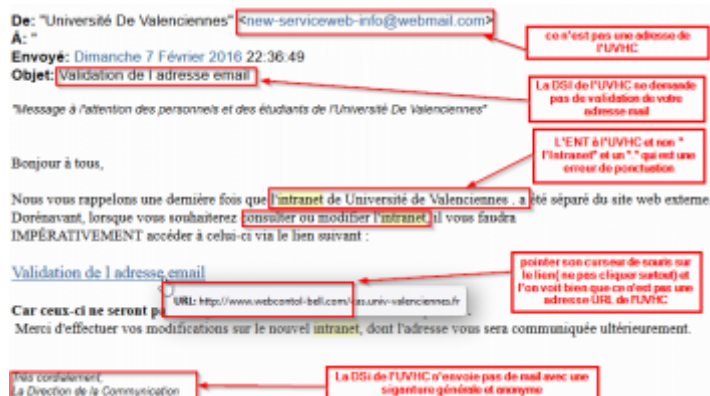 De: "Université De Valenciennes" <new-serviceweb-info@webmail.com>
À: "
Envoyé: Dimanche 7 Février 2016 22:36:49
Objet: Validation de l adresse email
ce n'est pas une adresse de
l'UVHC
La DSI de l'UVHC ne demande
pas de validation de votre
adresse mail
"Message à l'attention des personnels et des étudiants de l'Université De Valenciennes"
L'ENT à l'UVHC et non "
l'Intranet" et un "." qui est une
erreur de ponctuation
Bonjour à tous,
Nous vous rappelons une dernière fois que l'intranet de Université de Valenciennes . a été séparé du site web externe
Dorénavant, lorsque vous souhaiterez consulter ou modifier l'intranet, il vous faudra
IMPÉRATIVEMENT accéder à celui-ci via le lien suivant :
Validation de l adresse email
pointer son curseur de souris sur
le lien( ne pas cliquer surtout) et
l'on voit bien que ce n'est pas une
adresse URL de l'UVHC
URL: http://www.webcontol-bell.com/cas.univ-valenciennes.fr
Car ceux-ci ne seront
Merci d'effectuer vos modifications sur le nouvel intranet, dont l'adresse vous sera communiquée ultérieurement.
Très cordialement,
La Direction de la Communication
La DSi de l'UVHC n'envoie pas de mail avec une
siganture générale et anonyme